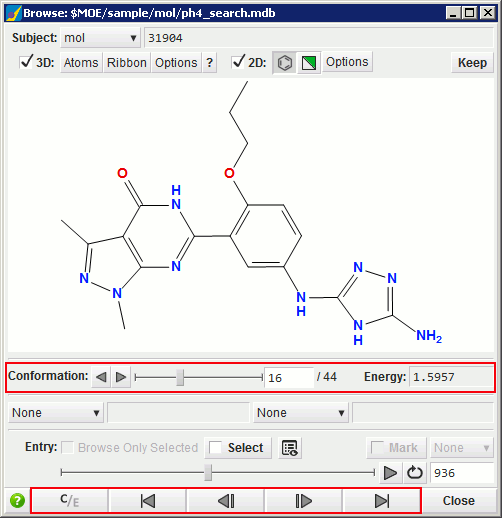 Browse: $MOE/sample/mol/ph4_search.mdb
Subject: mol 31904
3D: Atoms Ribbon Options ? 2D: Options Keep
O
H
N
O
N
N
N
N
H
N
N
N
H
NH2
Conformation: 16 / 44 Energy: 1.5957
None None
Entry: Browse Only Selected Select Mark None
936
? C/E Close